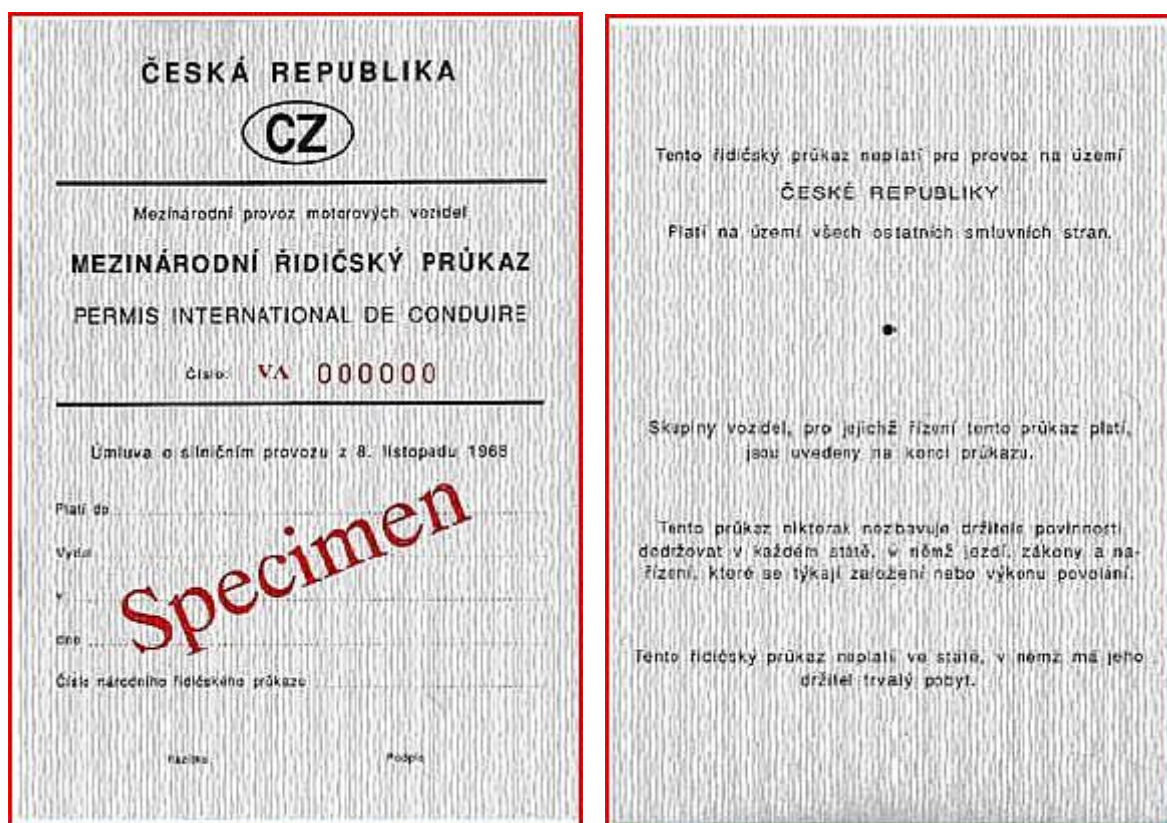 ČESKÁ REPUBLIKA
CZ
Mezinárodní provoz motorových vozidel
MEZINÁRODNÍ ŘIDIČSKÝ PRŮKAZ
PERMIS INTERNATIONAL DE CONDUIRE
Číslo: VA 000000
Úmluva o silničním provozu z 8. listopadu 1968
Platí do
Vydal
v
dne
Specimen
Číslo národního řidičského průkazu
Razítko Podpis
Tento řidičský průkaz neplatí pro provoz na území
ČESKÉ REPUBLIKY
Platí na území všech ostatních smluvních stran.
Skupiny vozidel, pro jejichž řízení tento průkaz platí,
jsou uvedeny na konci průkazu.
Tento průkaz nikterak nezbavuje držitele povinnosti
dodržovat v každém státě, v němž jezdí, zákony a na-
řízení, které se týkají založení nebo výkonu povolání.
Tento řidičský průkaz neplatí ve státě, v němž má jeho
držitel trvalý pobyt.